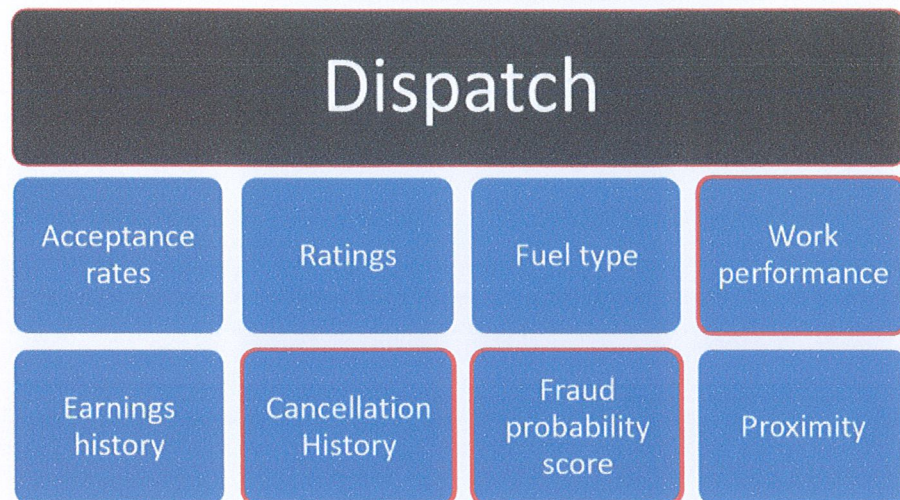 Dispatch
Acceptance
rates
Ratings
Fuel type
Work
performance
Earnings
history
Cancellation
History
Fraud
probability
score
Proximity